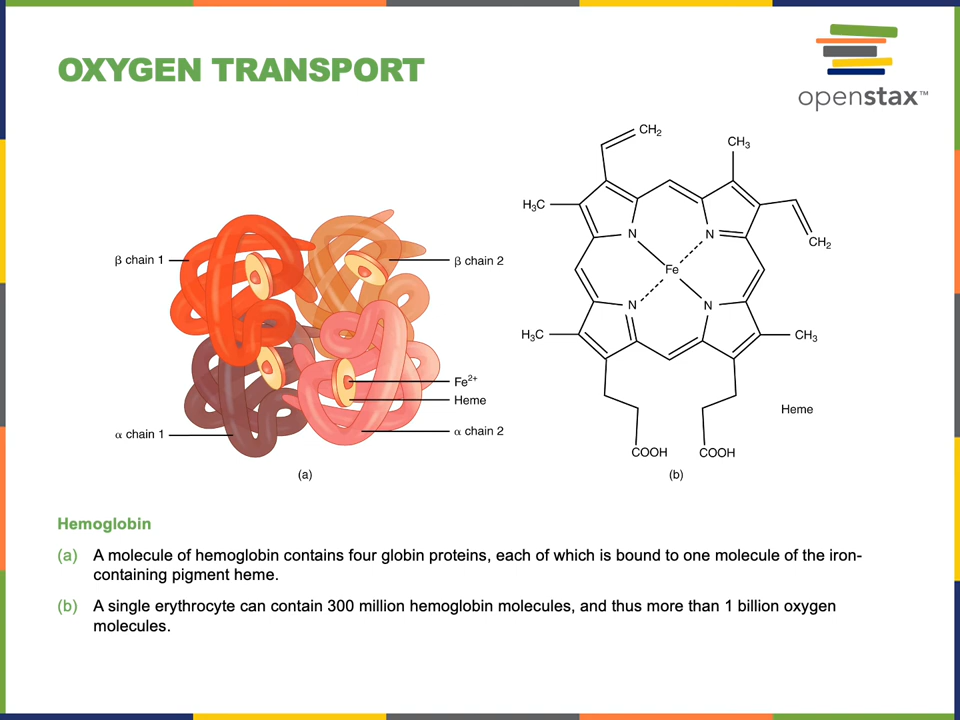 OXYGEN TRANSPORT
openstax™
β chain 1
β chain 2
Fe²⁺
Heme
α chain 1
α chain 2
(a)
CH₂
CH₃
H₃C
CH₂
N
N
Fe
N
N
H₃C
CH₃
Heme
COOH
COOH
(b)
Hemoglobin
(a) A molecule of hemoglobin contains four globin proteins, each of which is bound to one molecule of the iron-
containing pigment heme.
(b) A single erythrocyte can contain 300 million hemoglobin molecules, and thus more than 1 billion oxygen
molecules.